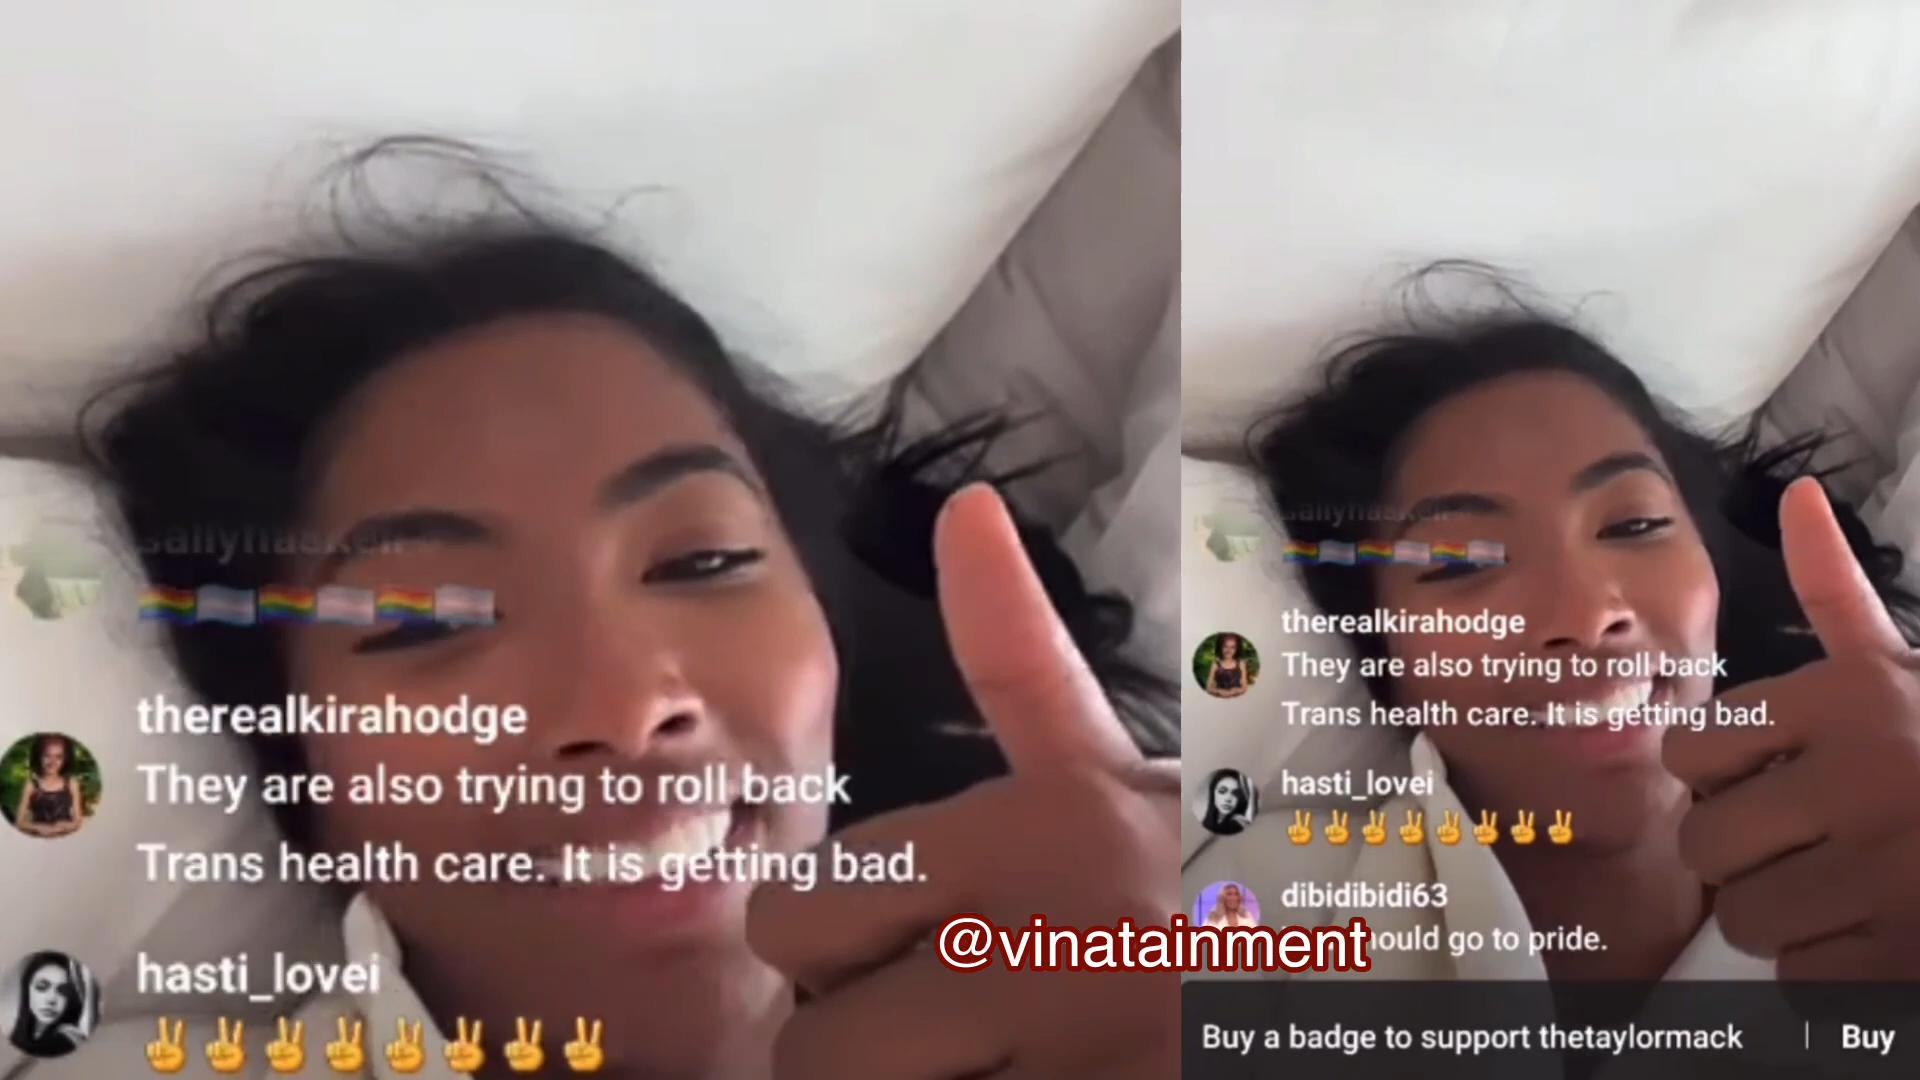 🏳️‍🌈🏳️‍⚧️🏳️‍🌈🏳️‍⚧️🏳️‍🌈🏳️‍⚧️
therealkirahodge
They are also trying to roll back
Trans health care. It is getting bad.
hasti_lovei
✌️✌️✌️✌️✌️✌️✌️✌️
🏳️‍🌈🏳️‍⚧️🏳️‍🌈🏳️‍⚧️🏳️‍🌈🏳️‍⚧️
therealkirahodge
They are also trying to roll back
Trans health care. It is getting bad.
hasti_lovei
✌️✌️✌️✌️✌️✌️✌️✌️
dibidibidi63
go to pride.
@vinatainment
Buy a badge to support thetaylormack | Buy